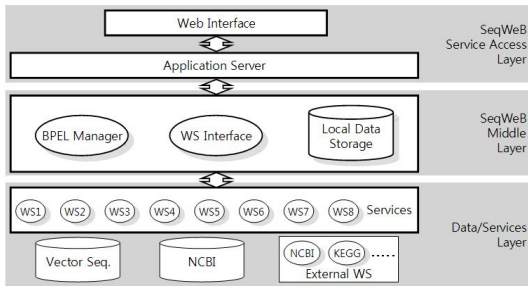 Web Interface
SeqWeB
Service Access
Layer
Application Server
BPEL Manager
WS Interface
Local Data
Storage
SeqWeB
Middle
Layer
WS1 WS2 WS3 WS4 WS5 WS6 WS7 WS8 Services
Data/Services
Layer
Vector Seq.
NCBI
NCBI KEGG .....
External WS